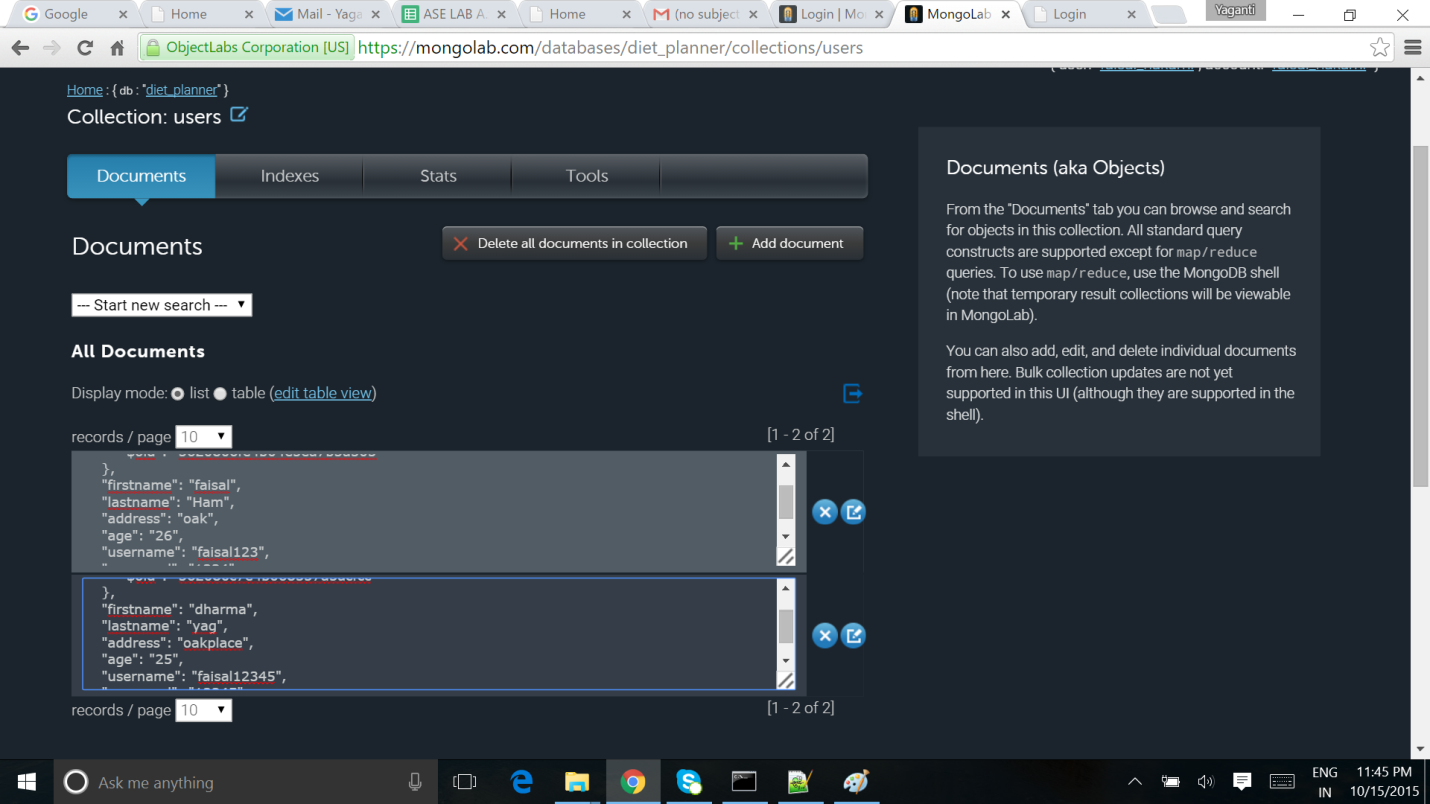 Google
Home
Mail - Yaga
ASE LAB A
Home
(no subject
Login | Mo
MongoLab
Login
Yaganti
ObjectLabs Corporation [US]
https://mongolab.com/databases/diet_planner/collections/users
Home : { db : "diet_planner" }
Collection: users
Documents
Indexes
Stats
Tools
Documents
Delete all documents in collection
Add document
--- Start new search ---
All Documents
Display mode: list table (edit table view)
records / page 10
[1 - 2 of 2]
},
"firstname": "faisal",
"lastname": "Ham",
"address": "oak",
"age": "26",
"username": "faisal123",
},
"firstname": "dharma",
"lastname": "yag",
"address": "oakplace",
"age": "25",
"username": "faisal12345",
records / page 10
[1 - 2 of 2]
Documents (aka Objects)
From the "Documents" tab you can browse and search
for objects in this collection. All standard query
constructs are supported except for map/reduce
queries. To use map/reduce, use the MongoDB shell
(note that temporary result collections will be viewable
in MongoLab).
You can also add, edit, and delete individual documents
from here. Bulk collection updates are not yet
supported in this UI (although they are supported in the
shell).
Ask me anything
ENG
IN
11:45 PM
10/15/2015